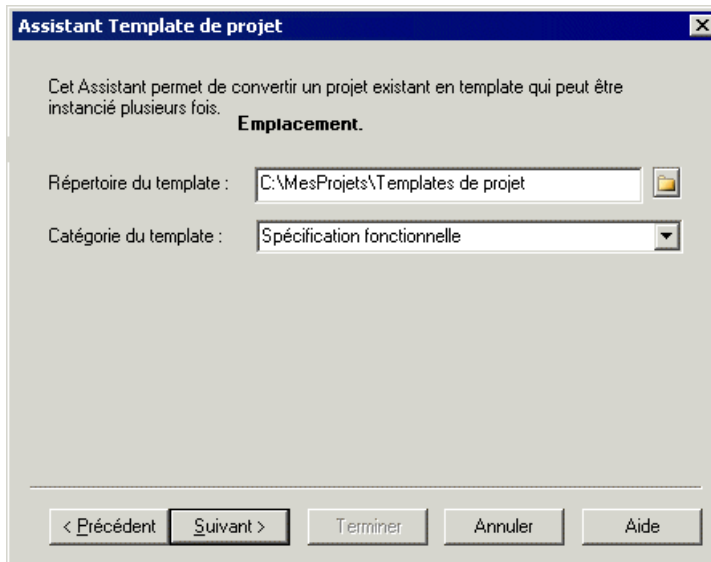 Assistant Template de projet
Cet Assistant permet de convertir un projet existant en template qui peut être
instancié plusieurs fois.
Emplacement.
Répertoire du template : C:\MesProjets\Templates de projet
Catégorie du template : Spécification fonctionnelle
< Précédent Suivant > Terminer Annuler Aide